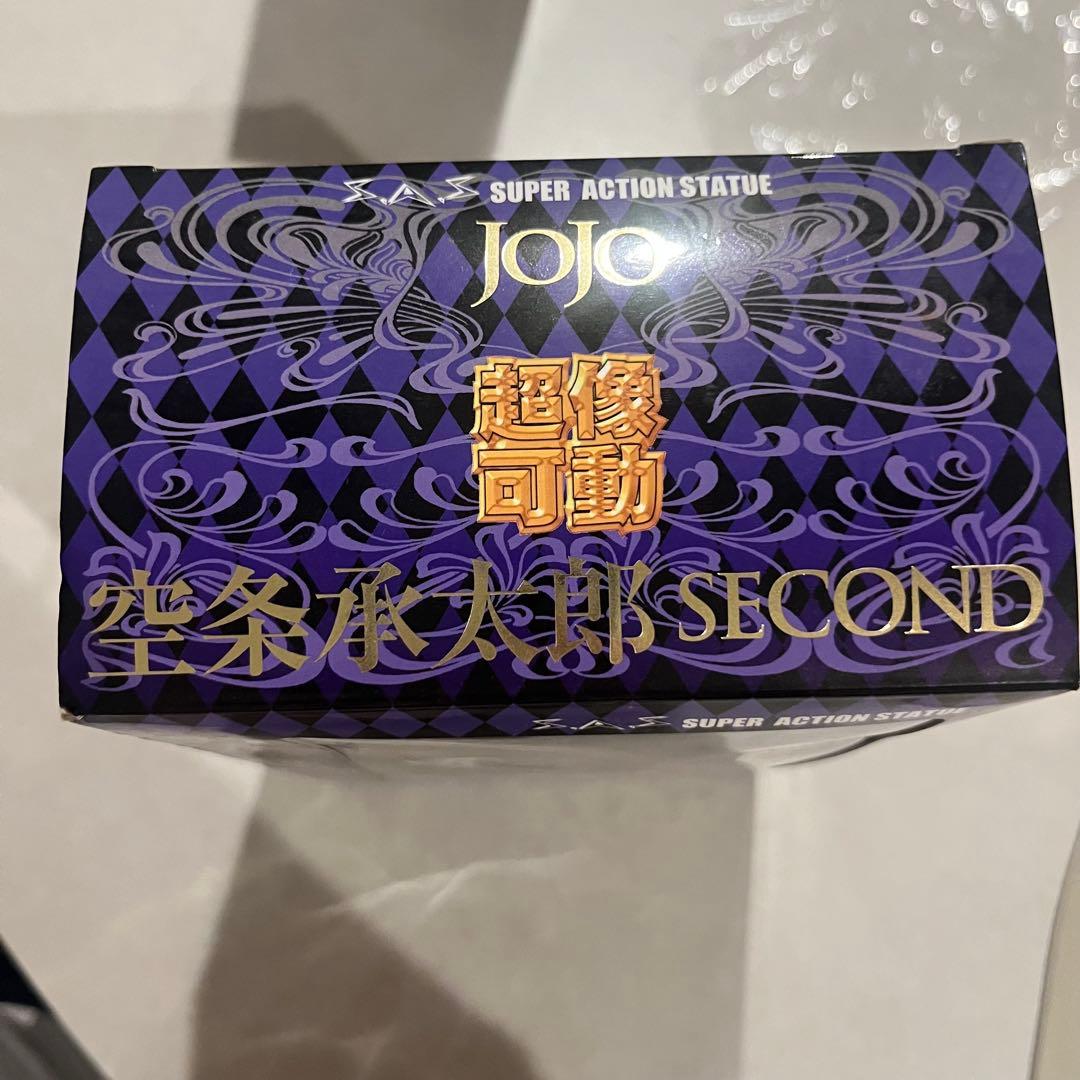 S.A.S SUPER ACTION STATUE
JOJO
超像
可動
空条承太郎 SECOND
S.A.S SUPER ACTION STATUE